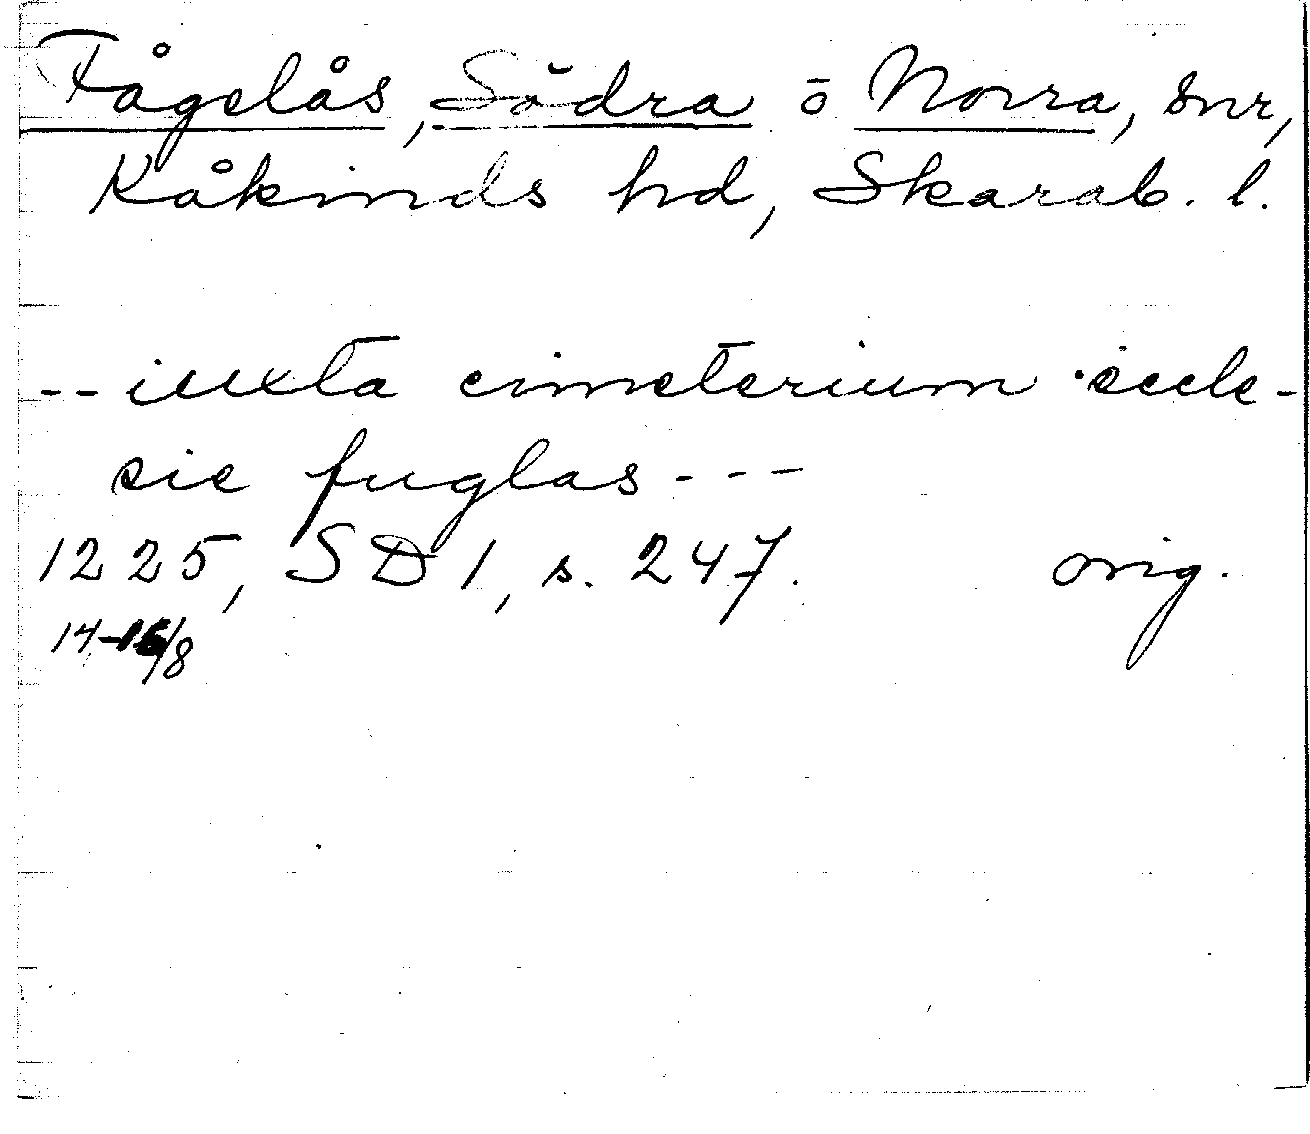 Fågelås, Södra o Norra, snr,
Kåkinds hd, Skarab. l.
-- iuxta cimeterium eccle-
sie fuglas - - -
1225, SD 1, s. 247. orig.
14-16/8